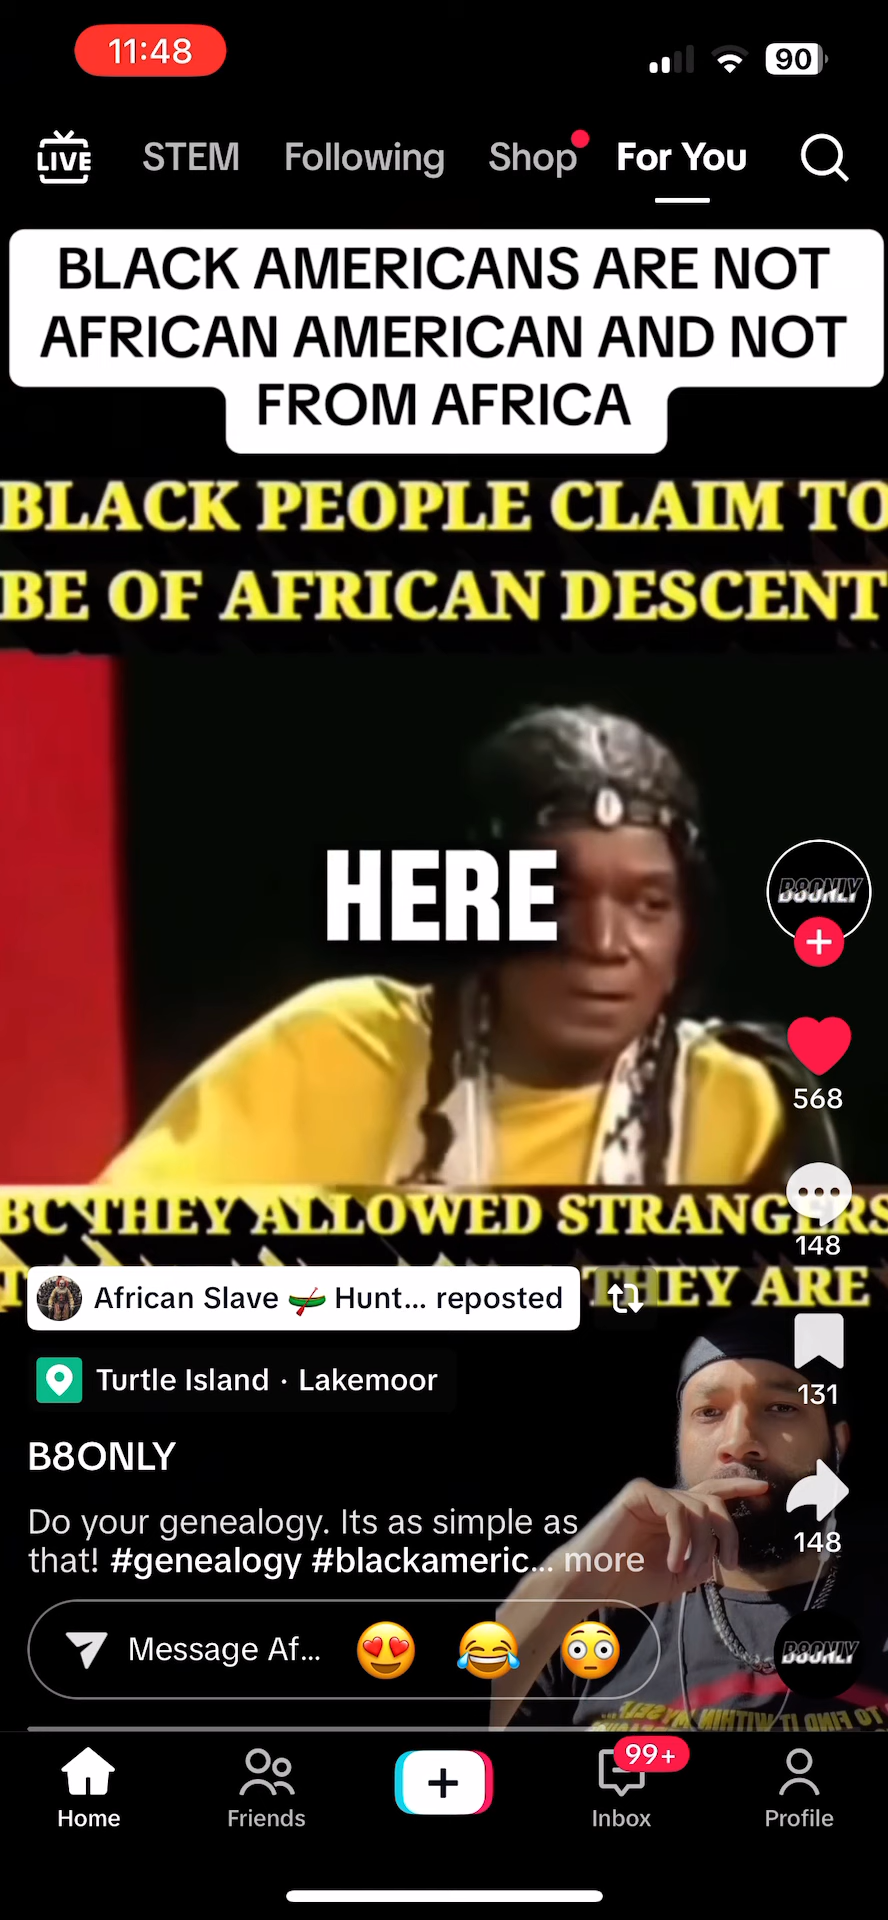 11:48
90
LIVE
STEM
Following
Shop
For You
BLACK AMERICANS ARE NOT
AFRICAN AMERICAN AND NOT
FROM AFRICA
BLACK PEOPLE CLAIM TO
BE OF AFRICAN DESCENT
HERE
B8ONLY
568
BC THEY ALLOWED STRANGERS
148
THEY ARE
African Slave 🛶 Hunt... reposted
131
Turtle Island · Lakemoor
B8ONLY
Do your genealogy. Its as simple as
that! #genealogy #blackameric... more
148
Message Af...
B8ONLY
99+
Home
Friends
Inbox
Profile